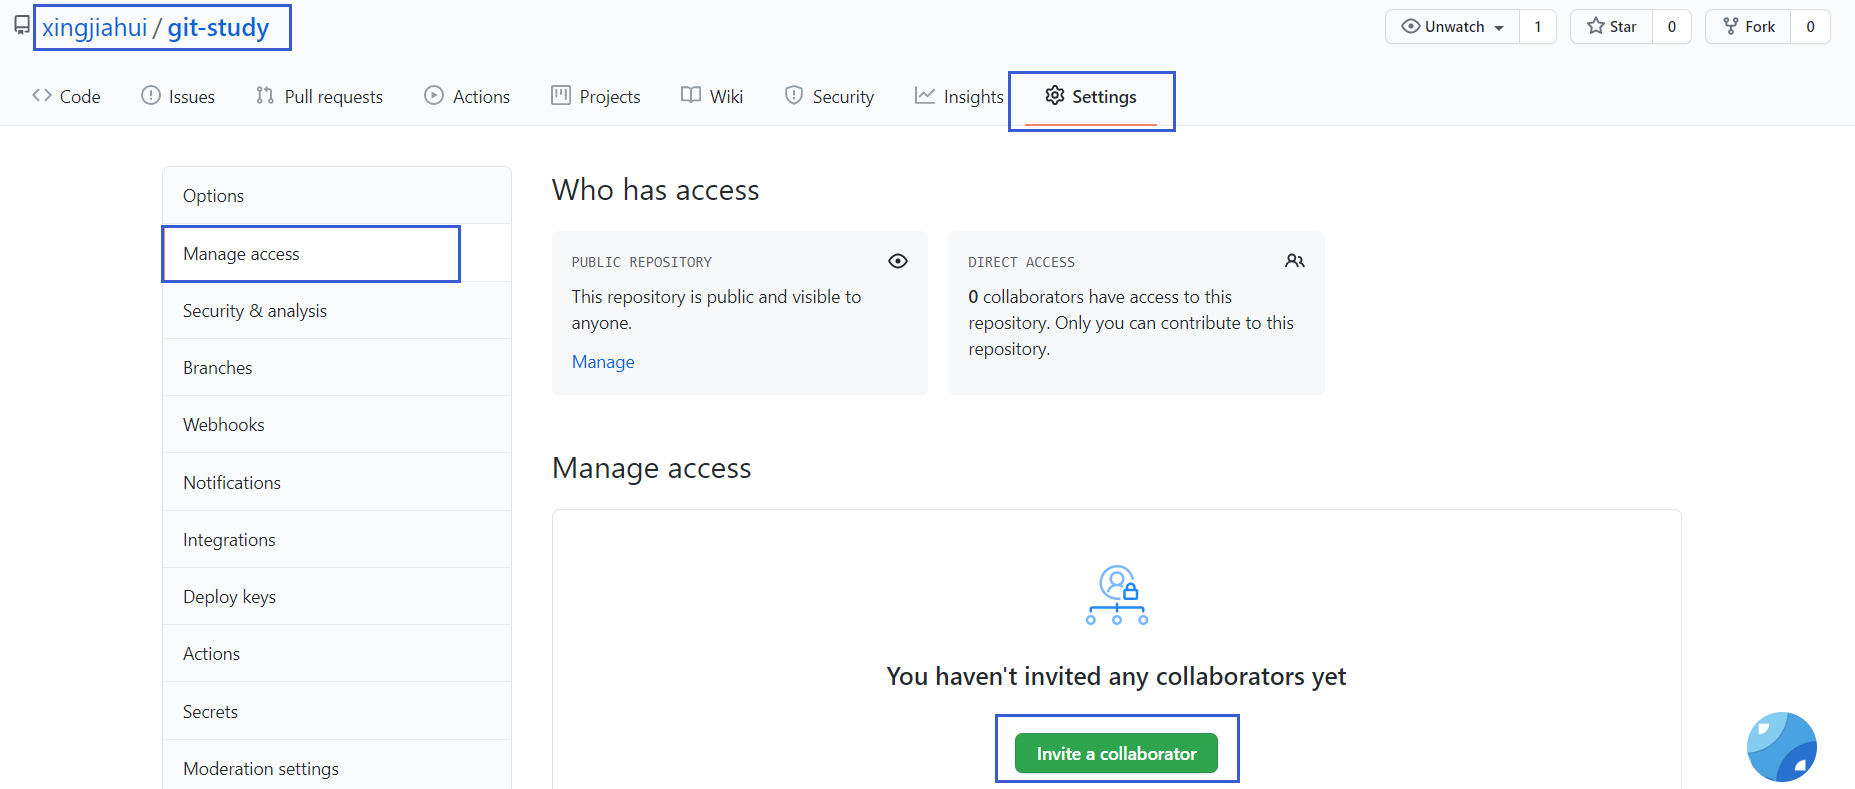 xingjiahui / git-study
Unwatch 1 Star 0 Fork 0
Code Issues Pull requests Actions Projects Wiki Security Insights Settings
Options
Manage access
Security & analysis
Branches
Webhooks
Notifications
Integrations
Deploy keys
Actions
Secrets
Moderation settings
Who has access
PUBLIC REPOSITORY
This repository is public and visible to
anyone.
Manage
DIRECT ACCESS
0 collaborators have access to this
repository. Only you can contribute to this
repository.
Manage access
You haven't invited any collaborators yet
Invite a collaborator